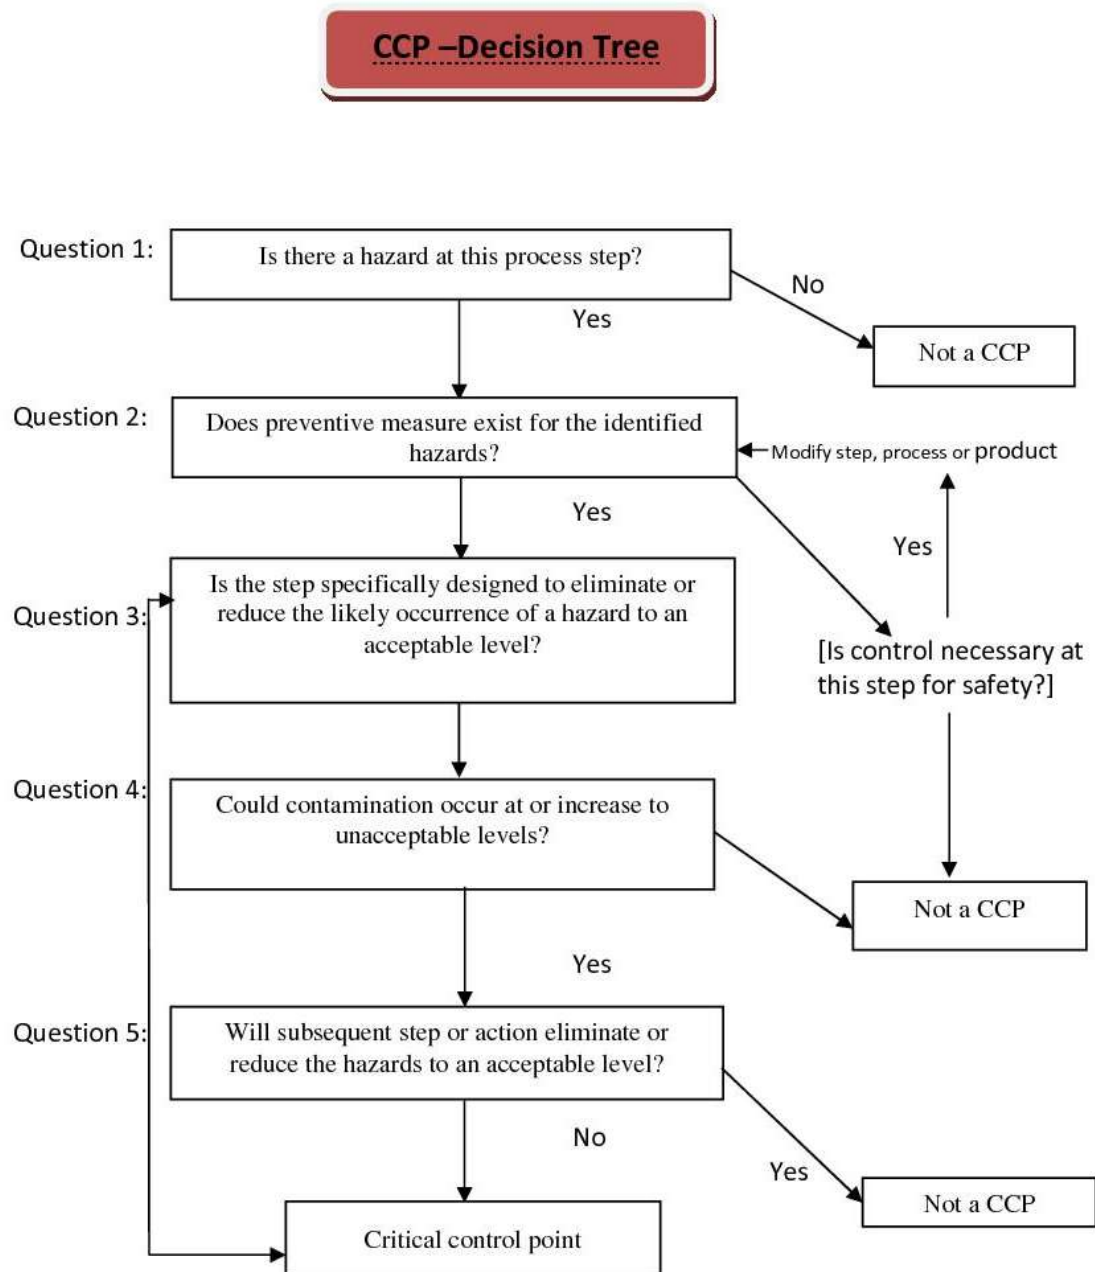 CCP –Decision Tree
Question 1:
Is there a hazard at this process step?
No
Yes
Not a CCP
Question 2:
Does preventive measure exist for the identified
hazards?
Modify step, process or product
Yes
Yes
Question 3:
Is the step specifically designed to eliminate or
reduce the likely occurrence of a hazard to an
acceptable level?
[Is control necessary at
this step for safety?]
Question 4:
Could contamination occur at or increase to
unacceptable levels?
Not a CCP
Yes
Question 5:
Will subsequent step or action eliminate or
reduce the hazards to an acceptable level?
No
Yes
Not a CCP
Critical control point